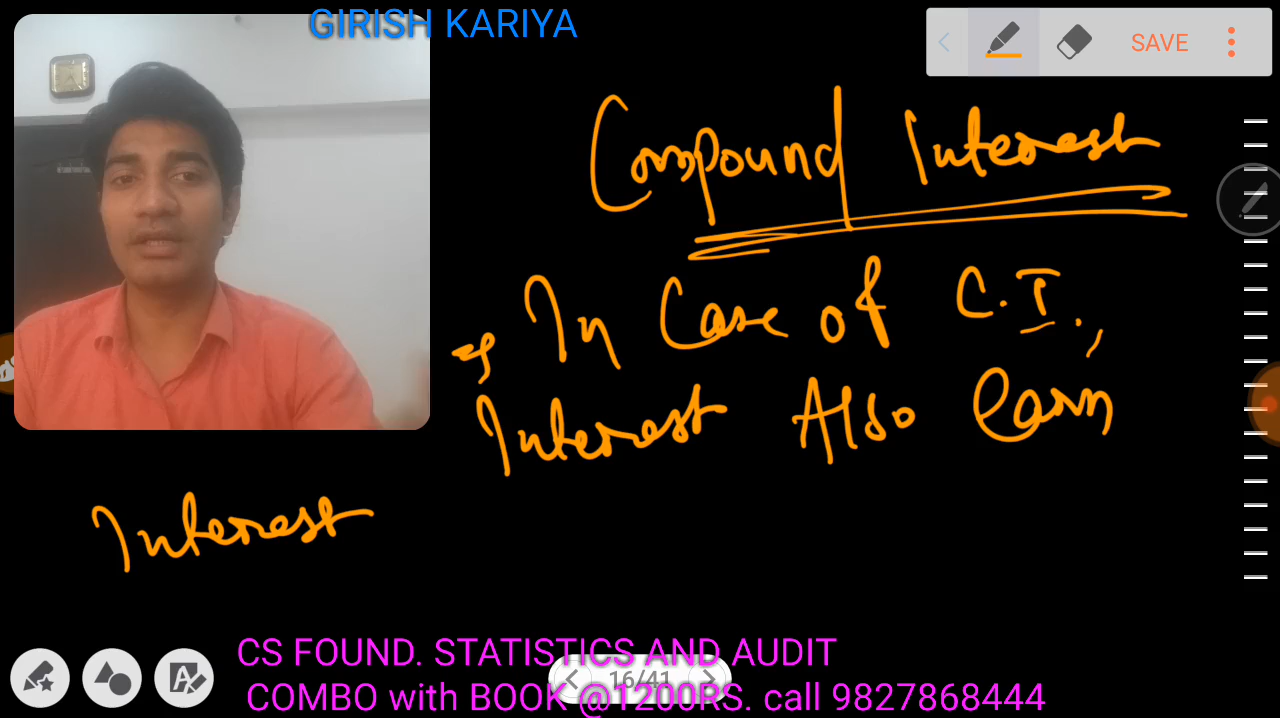 GIRISH KARIYA
SAVE
Compound Interest
⇒ In Case of C.I.,
Interest Also Earn
Interest
CS FOUND. STATISTICS AND AUDIT
16/41
COMBO with BOOK @1200RS. call 9827868444